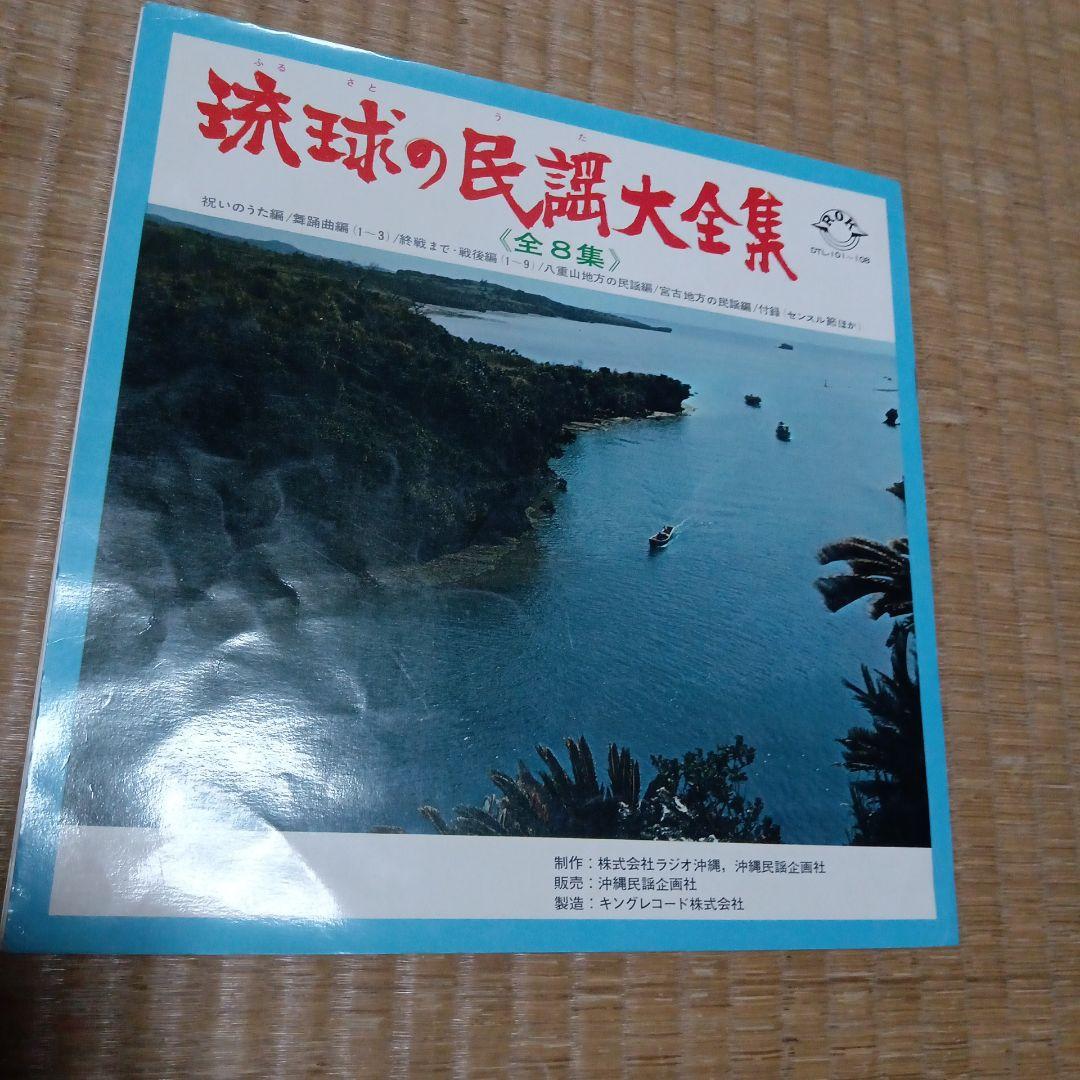 ふるさと うた
琉球の民謡大全集
《全8集》
ROK
DTL-101~108
祝いのうた編/舞踊曲編(1~3)/終戦まで・戦後編(1~9)/八重山地方の民謡編/宮古地方の民謡編/付録(センスル節ほか)
制作:株式会社ラジオ沖縄,沖縄民謡企画社
販売:沖縄民謡企画社
製造:キングレコード株式会社